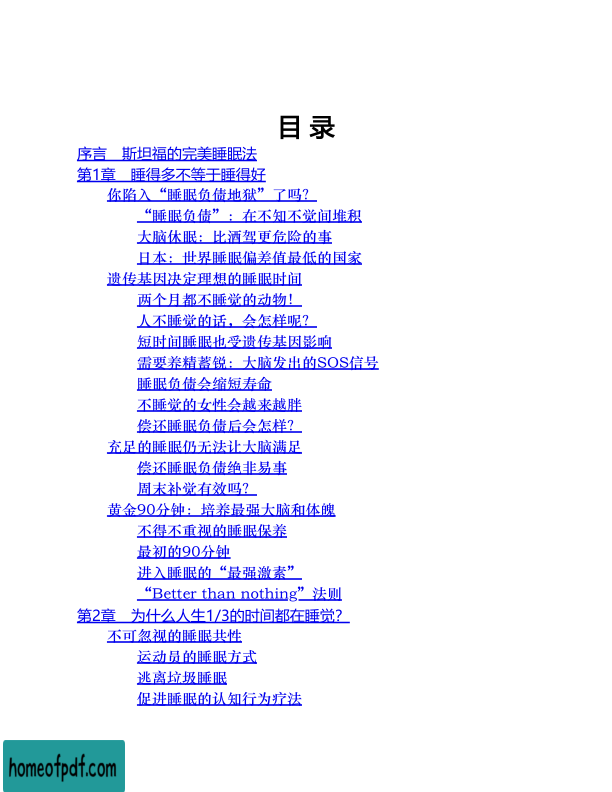 目 录
序言　斯坦福的完美睡眠法
第1章　睡得多不等于睡得好
你陷入“睡眠负债地狱”了吗？
“睡眠负债”：在不知不觉间堆积
大脑休眠：比酒驾更危险的事
日本：世界睡眠偏差值最低的国家
遗传基因决定理想的睡眠时间
两个月都不睡觉的动物！
人不睡觉的话，会怎样呢？
短时间睡眠也受遗传基因影响
需要养精蓄锐：大脑发出的SOS信号
睡眠负债会缩短寿命
不睡觉的女性会越来越胖
偿还睡眠负债后会怎样？
充足的睡眠仍无法让大脑满足
偿还睡眠负债绝非易事
周末补觉有效吗？
黄金90分钟：培养最强大脑和体魄
不得不重视的睡眠保养
最初的90分钟
进入睡眠的“最强激素”
“Better than nothing”法则
第2章　为什么人生1/3的时间都在睡觉？
不可忽视的睡眠共性
运动员的睡眠方式
逃离垃圾睡眠
促进睡眠的认知行为疗法
homeofpdf.com